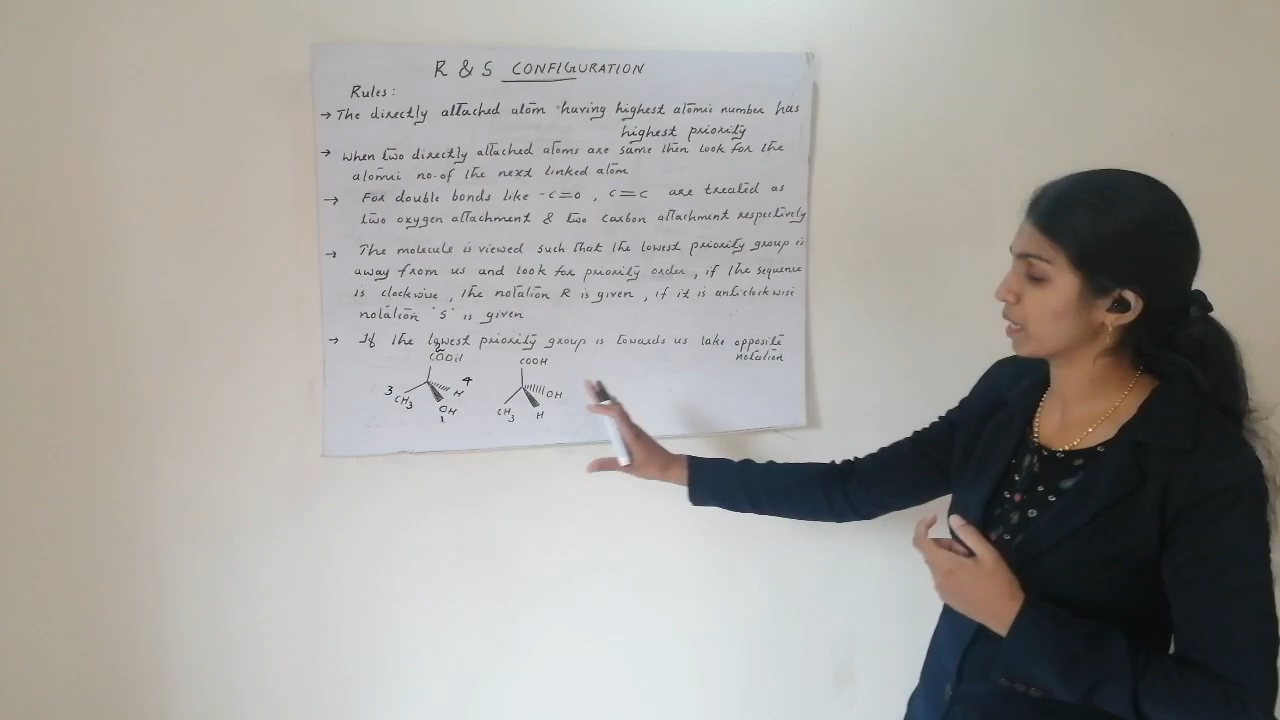 R & S CONFIGURATION
Rules:
→ The directly attached atom having highest atomic number has
highest priority
→ When two directly attached atoms are same then look for the
atomic no. of the next linked atom
→ For double bonds like -C=O, C=C are treated as
two oxygen attachment & two carbon attachment respectively
→ The molecule is viewed such that the lowest priority group is
away from us and look for priority order, if the sequence
is clockwise, the notation R is given, if it is anticlockwise
notation 'S' is given
→ If the lowest priority group is towards us take opposite
notation
2
COOH
3 CH3
H 4
OH
1
COOH
OH
CH3
H